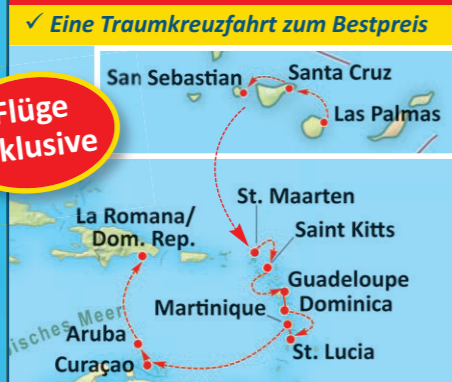 ✓ Eine Traumkreuzfahrt zum Bestpreis
San Sebastian
Santa Cruz
Las Palmas
Flüge
klusive
St. Maarten
La Romana/
Dom. Rep.
Saint Kitts
Guadeloupe
Dominica
Martinique
isches Meer
Aruba
St. Lucia
Curaçao